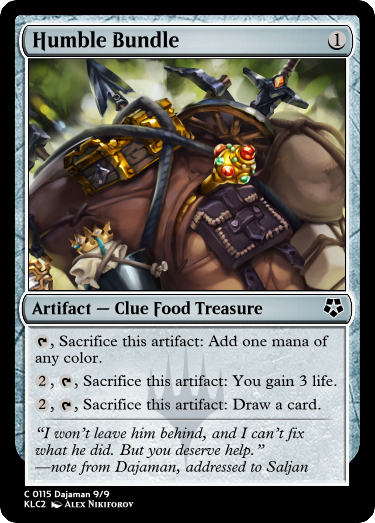 Humble Bundle 1
Artifact — Clue Food Treasure
, Sacrifice this artifact: Add one mana of
any color.
2, , Sacrifice this artifact: You gain 3 life.
2, , Sacrifice this artifact: Draw a card.
“I won’t leave him behind, and I can’t fix
what he did. But you deserve help.”
—note from Dajaman, addressed to Saljan
C 0115 Dajaman 9/9
KLC2 Alex Nikiforov